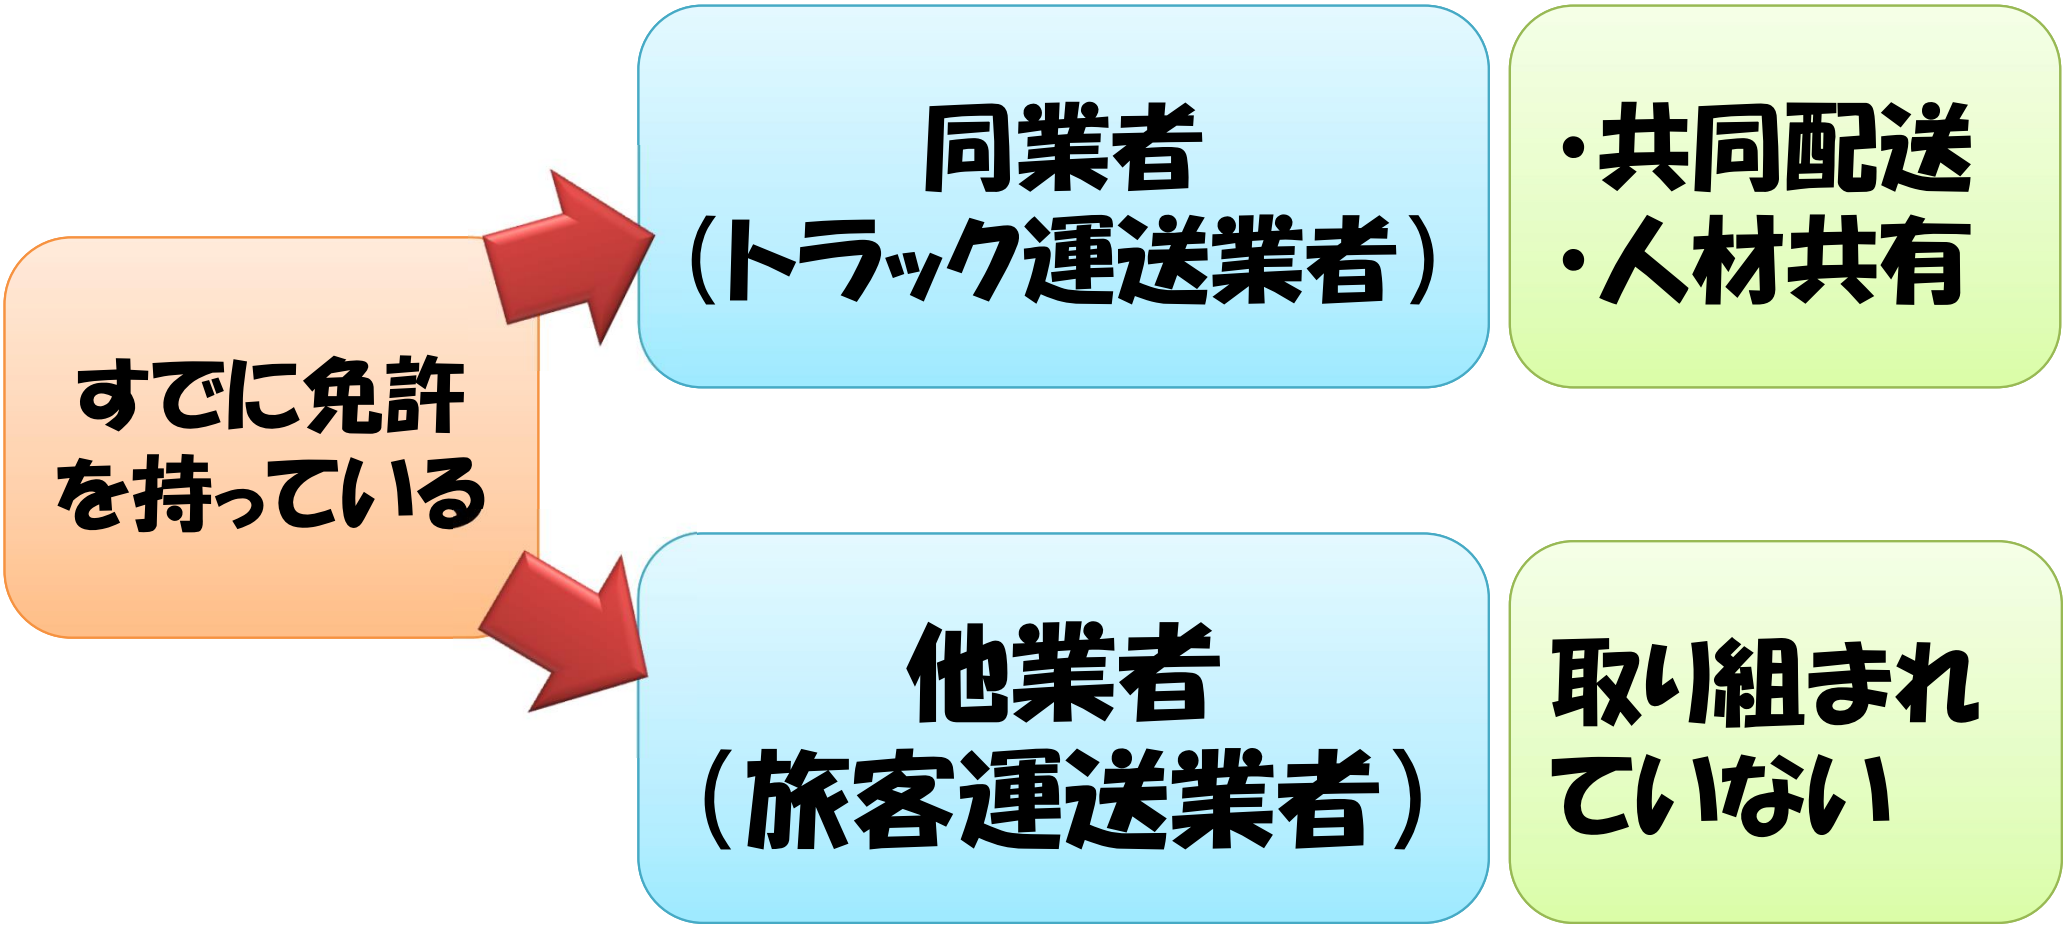 すでに免許
を持っている
同業者
（トラック運送業者）
・共同配送
・人材共有
他業者
（旅客運送業者）
取り組まれ
ていない